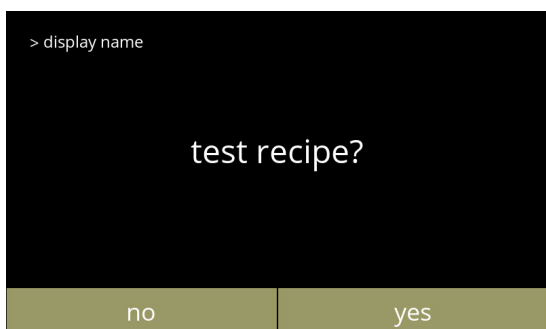 > display name
test recipe?
no
yes